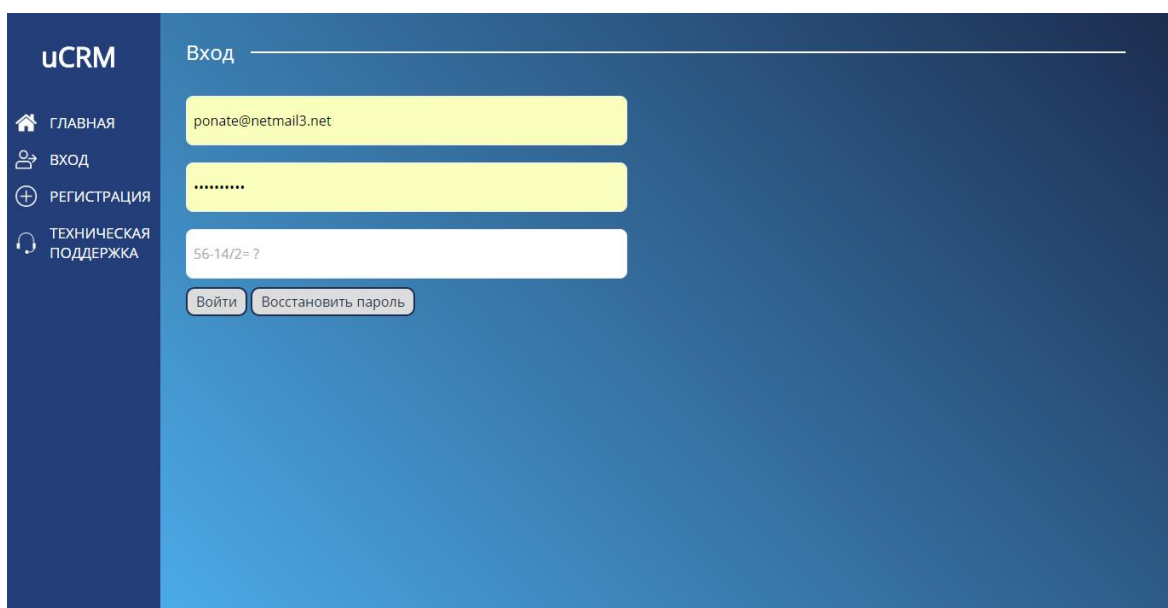 uCRM
ГЛАВНАЯ
ВХОД
РЕГИСТРАЦИЯ
ТЕХНИЧЕСКАЯ
ПОДДЕРЖКА
Вход
ponate@netmail3.net
••••••••••
56-14/2= ?
Войти
Восстановить пароль